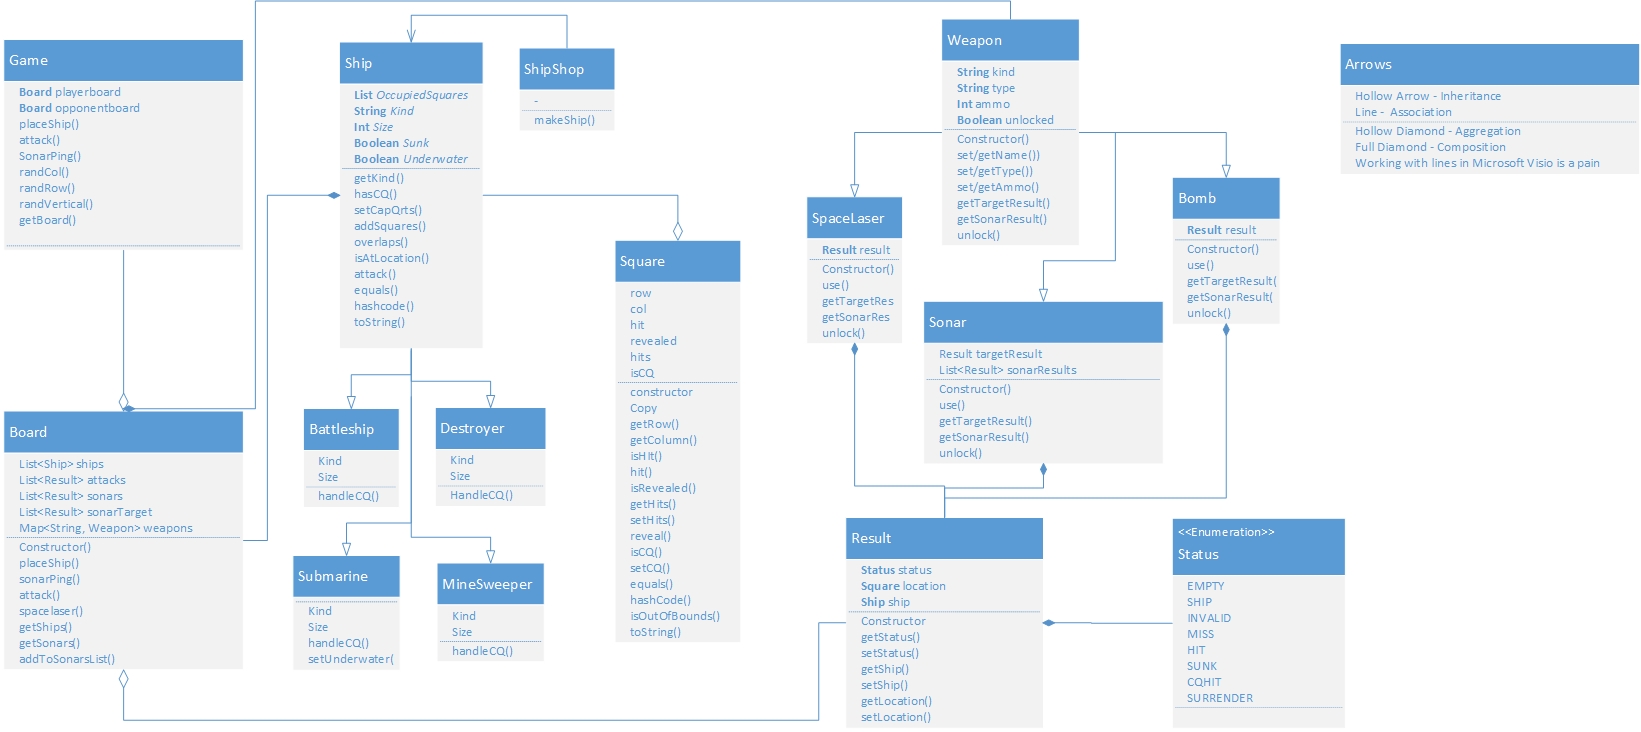 Game
Board playerboard
Board opponentboard
placeShip()
attack()
SonarPing()
randCol()
randRow()
randVertical()
getBoard()
Ship
List OccupiedSquares
String Kind
Int Size
Boolean Sunk
Boolean Underwater
getKind()
hasCQ()
setCapQrts()
addSquares()
overlaps()
isAtLocation()
attack()
equals()
hashcode()
toString()
ShipShop
-
makeShip()
Square
row
col
hit
revealed
hits
isCQ
constructor
Copy
getRow()
getColumn()
isHIt()
hit()
isRevealed()
getHits()
setHits()
reveal()
isCQ()
setCQ()
equals()
hashCode()
isOutOfBounds()
toString()
Weapon
String kind
String type
Int ammo
Boolean unlocked
Constructor()
set/getName())
set/getType())
set/getAmmo()
getTargetResult()
getSonarResult()
unlock()
SpaceLaser
Result result
Constructor()
use()
getTargetRes
getSonarRes
unlock()
Sonar
Result targetResult
List<Result> sonarResults
Constructor()
use()
getTargetResult()
getSonarResult()
unlock()
Bomb
Result result
Constructor()
use()
getTargetResult(
getSonarResult(
unlock()
Arrows
Hollow Arrow - Inheritance
Line - Association
Hollow Diamond - Aggregation
Full Diamond - Composition
Working with lines in Microsoft Visio is a pain
Board
List<Ship> ships
List<Result> attacks
List<Result> sonars
List<Result> sonarTarget
Map<String, Weapon> weapons
Constructor()
placeShip()
sonarPing()
attack()
spacelaser()
getShips()
getSonars()
addToSonarsList()
Battleship
Kind
Size
handleCQ()
Destroyer
Kind
Size
HandleCQ()
Submarine
Kind
Size
handleCQ()
setUnderwater(
MineSweeper
Kind
Size
handleCQ()
Result
Status status
Square location
Ship ship
Constructor
getStatus()
setStatus()
getShip()
setShip()
getLocation()
setLocation()
<<Enumeration>>
Status
EMPTY
SHIP
INVALID
MISS
HIT
SUNK
CQHIT
SURRENDER